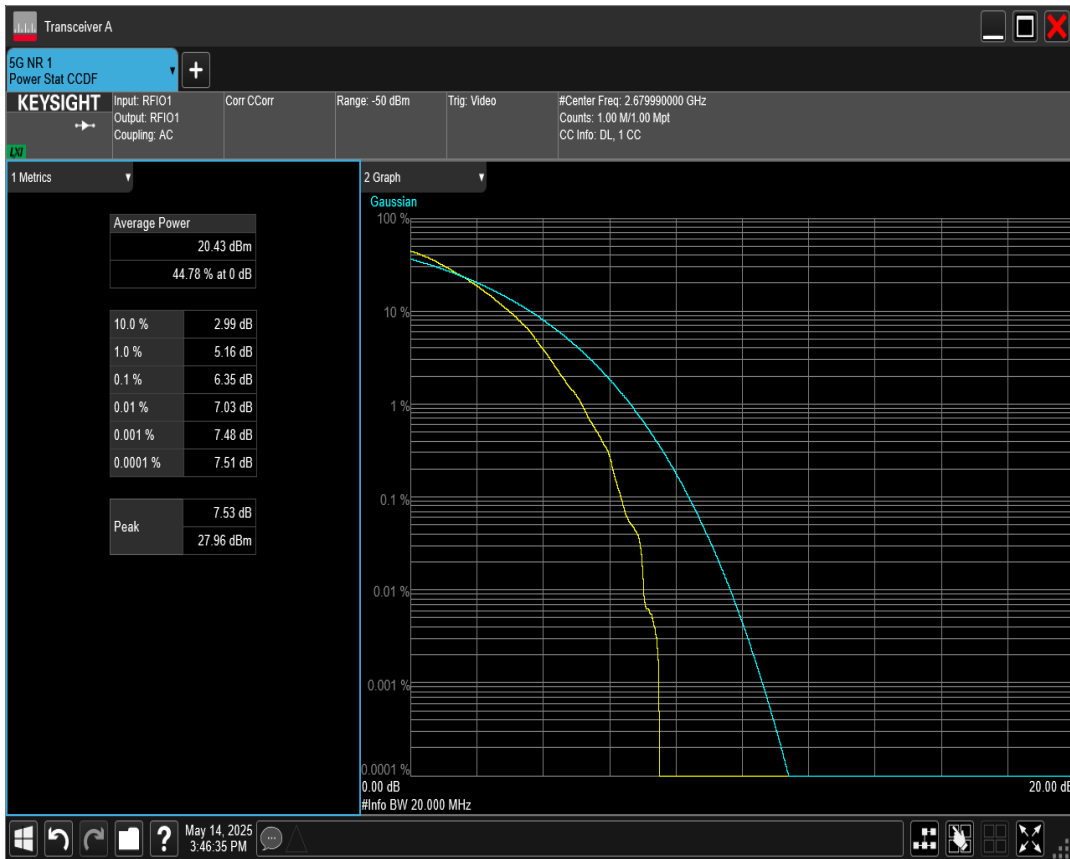 Transceiver A
5G NR 1
Power Stat CCDF
+
KEYSIGHT
LXI
Input: RFIO1
Output: RFIO1
Coupling: AC
Corr CCorr
Range: -50 dBm
Trig: Video
#Center Freq: 2.679990000 GHz
Counts: 1.00 M/1.00 Mpt
CC Info: DL, 1 CC
1 Metrics
Average Power
20.43 dBm
44.78 % at 0 dB
10.0 % 2.99 dB
1.0 % 5.16 dB
0.1 % 6.35 dB
0.01 % 7.03 dB
0.001 % 7.48 dB
0.0001 % 7.51 dB
Peak
7.53 dB
27.96 dBm
2 Graph
Gaussian
100 %
10 %
1 %
0.1 %
0.01 %
0.001 %
0.0001 %
0.00 dB 20.00 dB
#Info BW 20.000 MHz
?
May 14, 2025
3:46:35 PM